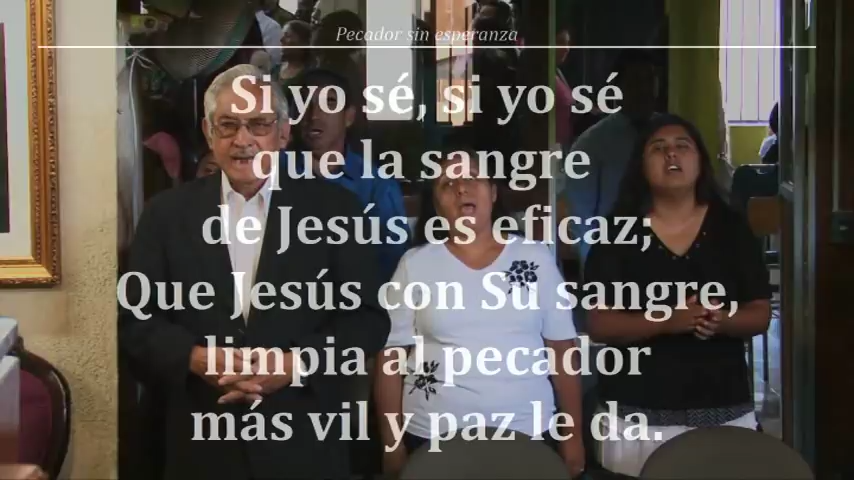 Pecador sin esperanza
Si yo sé, si yo sé
que la sangre
de Jesús es eficaz;
Que Jesús con Su sangre,
limpia al pecador
más vil y paz le da.